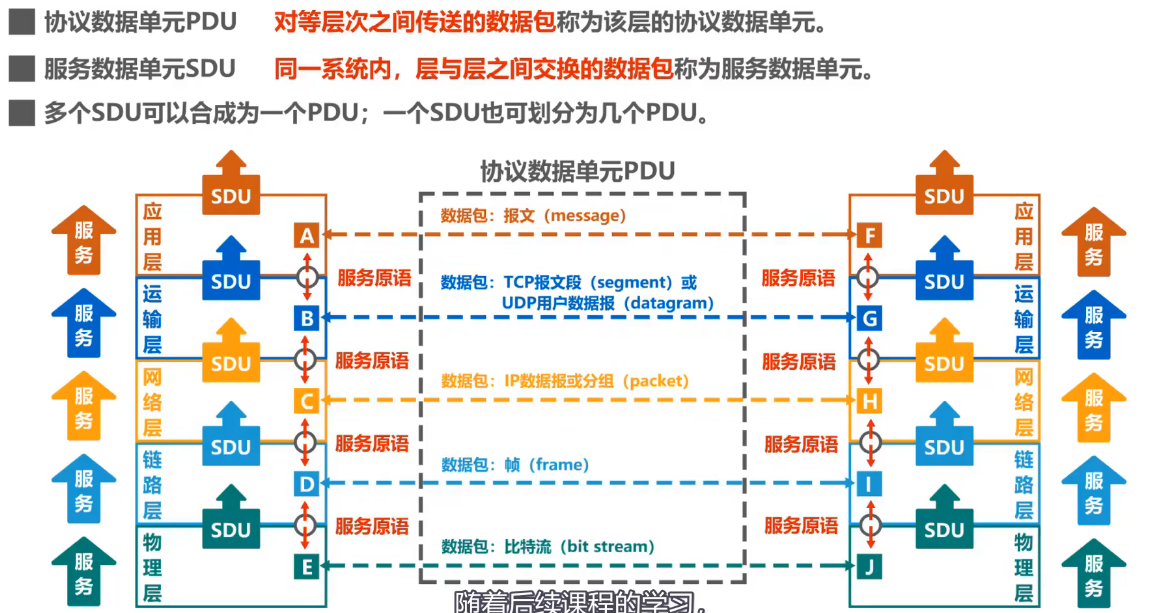 协议数据单元PDU 对等层次之间传送的数据包称为该层的协议数据单元。
服务数据单元SDU 同一系统内，层与层之间交换的数据包称为服务数据单元。
多个SDU可以合成为一个PDU；一个SDU也可划分为几个PDU。
协议数据单元PDU
SDU
SDU
服务
应用层
A
数据包：报文（message）
F
应用层
服务
服务原语
服务原语
SDU
SDU
服务
运输层
B
数据包：TCP报文段（segment）或
UDP用户数据报（datagram）
G
运输层
服务
服务原语
服务原语
SDU
SDU
服务
网络层
C
数据包：IP数据报或分组（packet）
H
网络层
服务
服务原语
服务原语
SDU
SDU
服务
链路层
D
数据包：帧（frame）
I
链路层
服务
服务原语
服务原语
SDU
SDU
服务
物理层
E
数据包：比特流（bit stream）
J
物理层
服务
随着后续课程的学习，